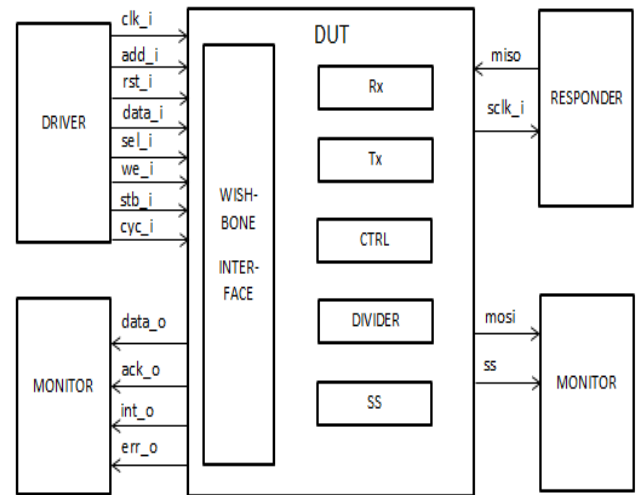 DRIVER
clk_i
add_i
rst_i
data_i
sel_i
we_i
stb_i
cyc_i
MONITOR
data_o
ack_o
int_o
err_o
DUT
WISH-
BONE
INTER-
FACE
Rx
Tx
CTRL
DIVIDER
SS
miso
sclk_i
RESPONDER
mosi
ss
MONITOR